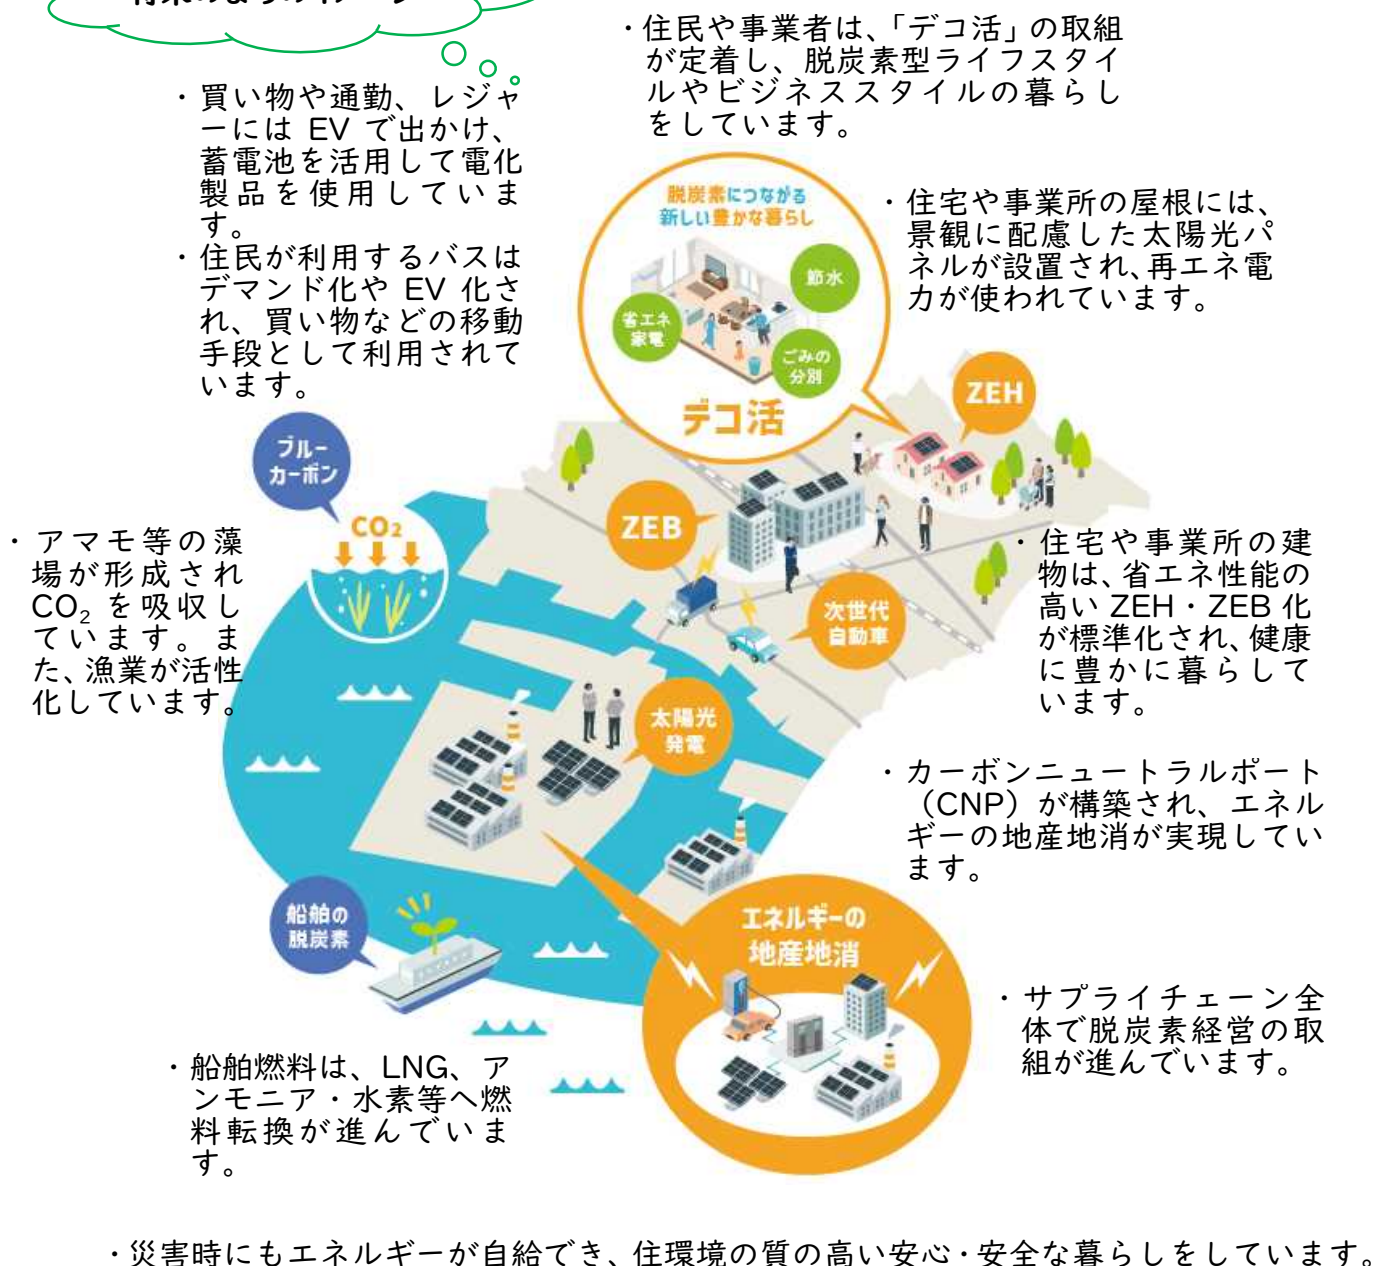 ・住民や事業者は、「デコ活」の取組
が定着し、脱炭素型ライフスタイ
ルやビジネススタイルの暮らし
をしています。
・買い物や通勤、レジャ
ーには EV で出かけ、
蓄電池を活用して電化
製品を使用していま
す。
・住民が利用するバスは
デマンド化や EV 化さ
れ、買い物などの移動
手段として利用されて
います。
脱炭素につながる
新しい豊かな暮らし
節水
省エネ
家電
ごみの
分別
デコ活
・住宅や事業所の屋根には、
景観に配慮した太陽光パ
ネルが設置され、再エネ電
力が使われています。
ZEH
ブルー
カーボン
CO₂
ZEB
次世代
自動車
・アマモ等の藻
場が形成され
CO₂ を吸収し
ています。ま
た、漁業が活性
化しています。
・住宅や事業所の建
物は、省エネ性能の
高い ZEH・ZEB 化
が標準化され、健康
に豊かに暮らして
います。
太陽光
発電
・カーボンニュートラルポート
（CNP）が構築され、エネル
ギーの地産地消が実現してい
ます。
船舶の
脱炭素
エネルギーの
地産地消
・サプライチェーン全
体で脱炭素経営の取
組が進んでいます。
・船舶燃料は、LNG、ア
ンモニア・水素等へ燃
料転換が進んでいま
す。
・災害時にもエネルギーが自給でき、住環境の質の高い安心・安全な暮らしをしています。